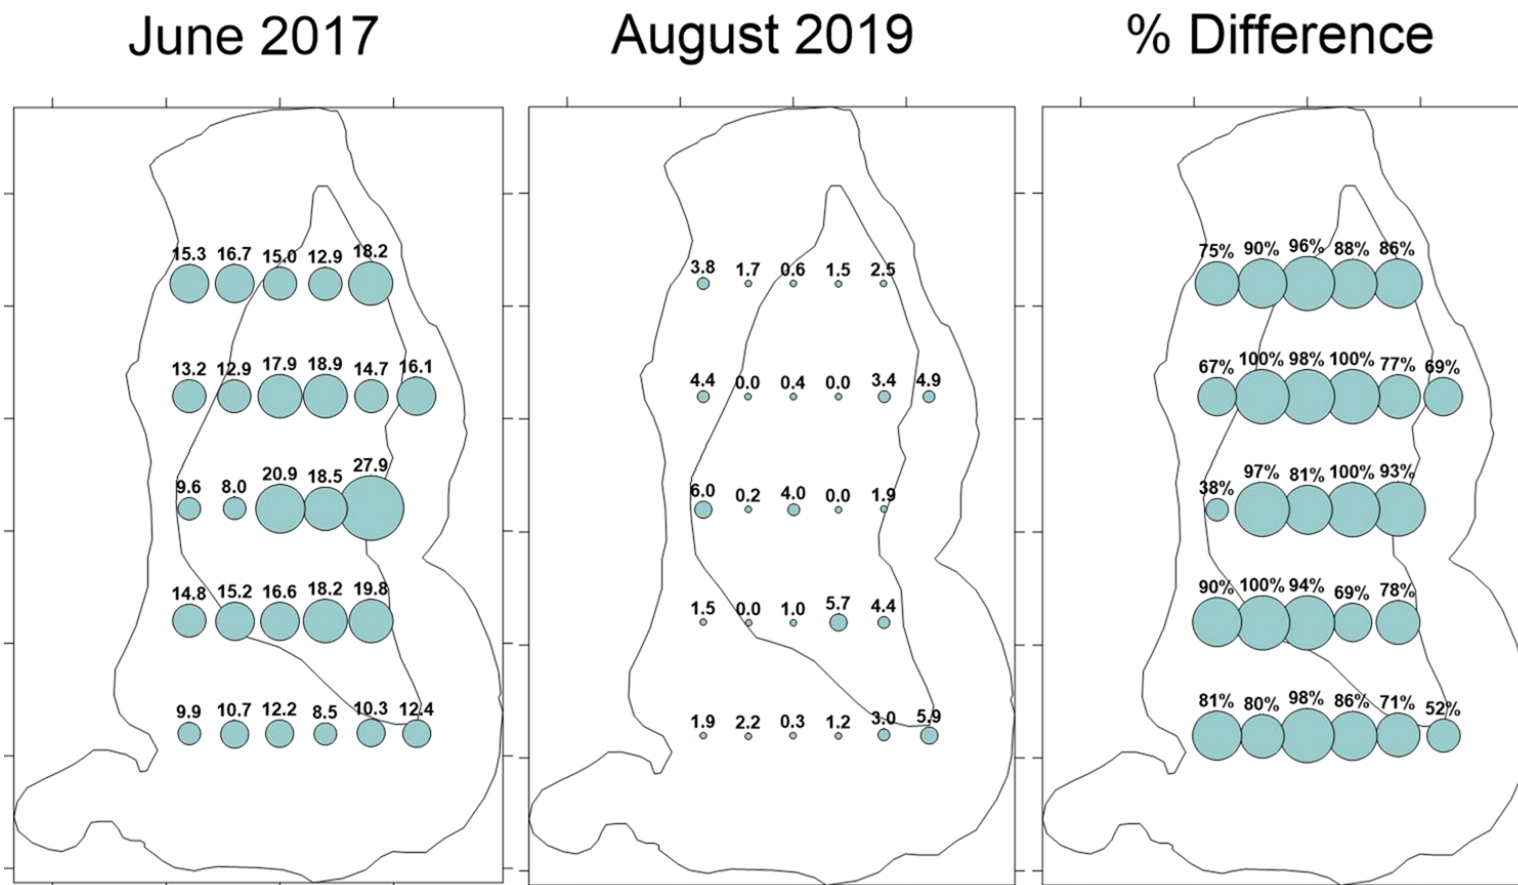 June 2017 August 2019 % Difference
15.3 16.7 15.0 12.9 18.2 3.8 1.7 0.6 1.5 2.5 75% 90% 96% 88% 86%
13.2 12.9 17.9 18.9 14.7 16.1 4.4 0.0 0.4 0.0 3.4 4.9 67% 100% 98% 100% 77% 69%
9.6 8.0 20.9 18.5 27.9 6.0 0.2 4.0 0.0 1.9 38% 97% 81% 100% 93%
14.8 15.2 16.6 18.2 19.8 1.5 0.0 1.0 5.7 4.4 90% 100% 94% 69% 78%
9.9 10.7 12.2 8.5 10.3 12.4 1.9 2.2 0.3 1.2 3.0 5.9 81% 80% 98% 86% 71% 52%